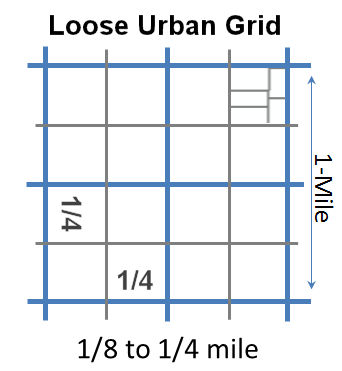 Loose Urban Grid
1-Mile
1/4
1/4
1/8 to 1/4 mile